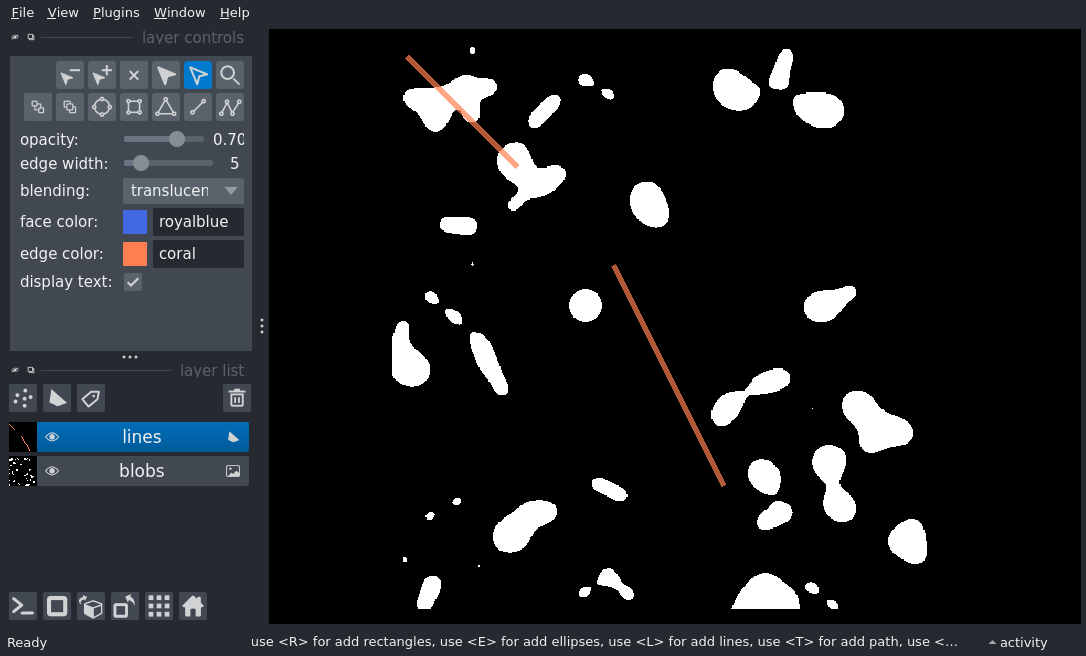 File View Plugins Window Help
layer controls
opacity: 0.70
edge width: 5
blending: translucen
face color: royalblue
edge color: coral
display text:
layer list
lines
blobs
Ready use <R> for add rectangles, use <E> for add ellipses, use <L> for add lines, use <T> for add path, use <... activity